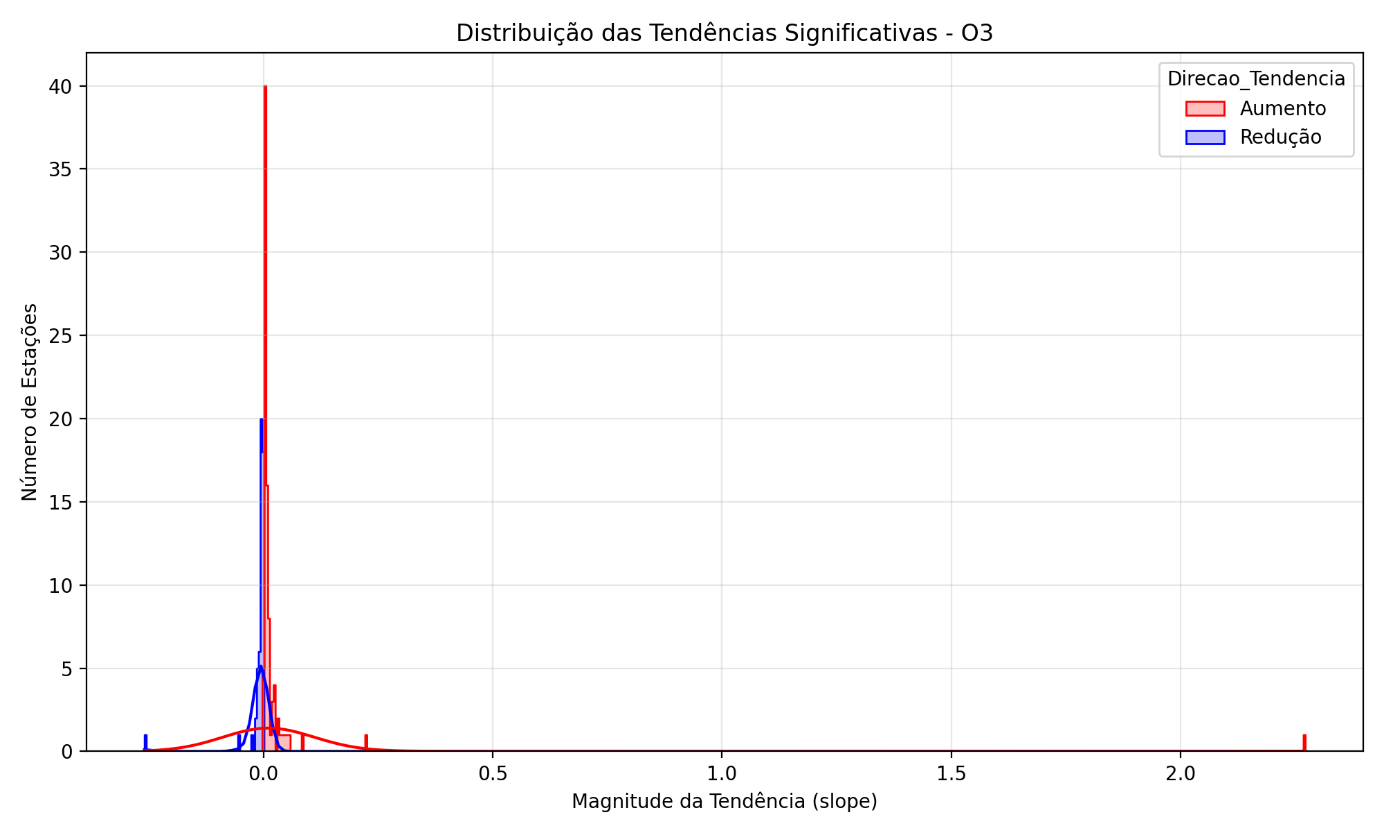 Distribuição das Tendências Significativas - O3
Direcao_Tendencia
Aumento
Redução
Número de Estações
40
35
30
25
20
15
10
5
0
0.0 0.5 1.0 1.5 2.0
Magnitude da Tendência (slope)